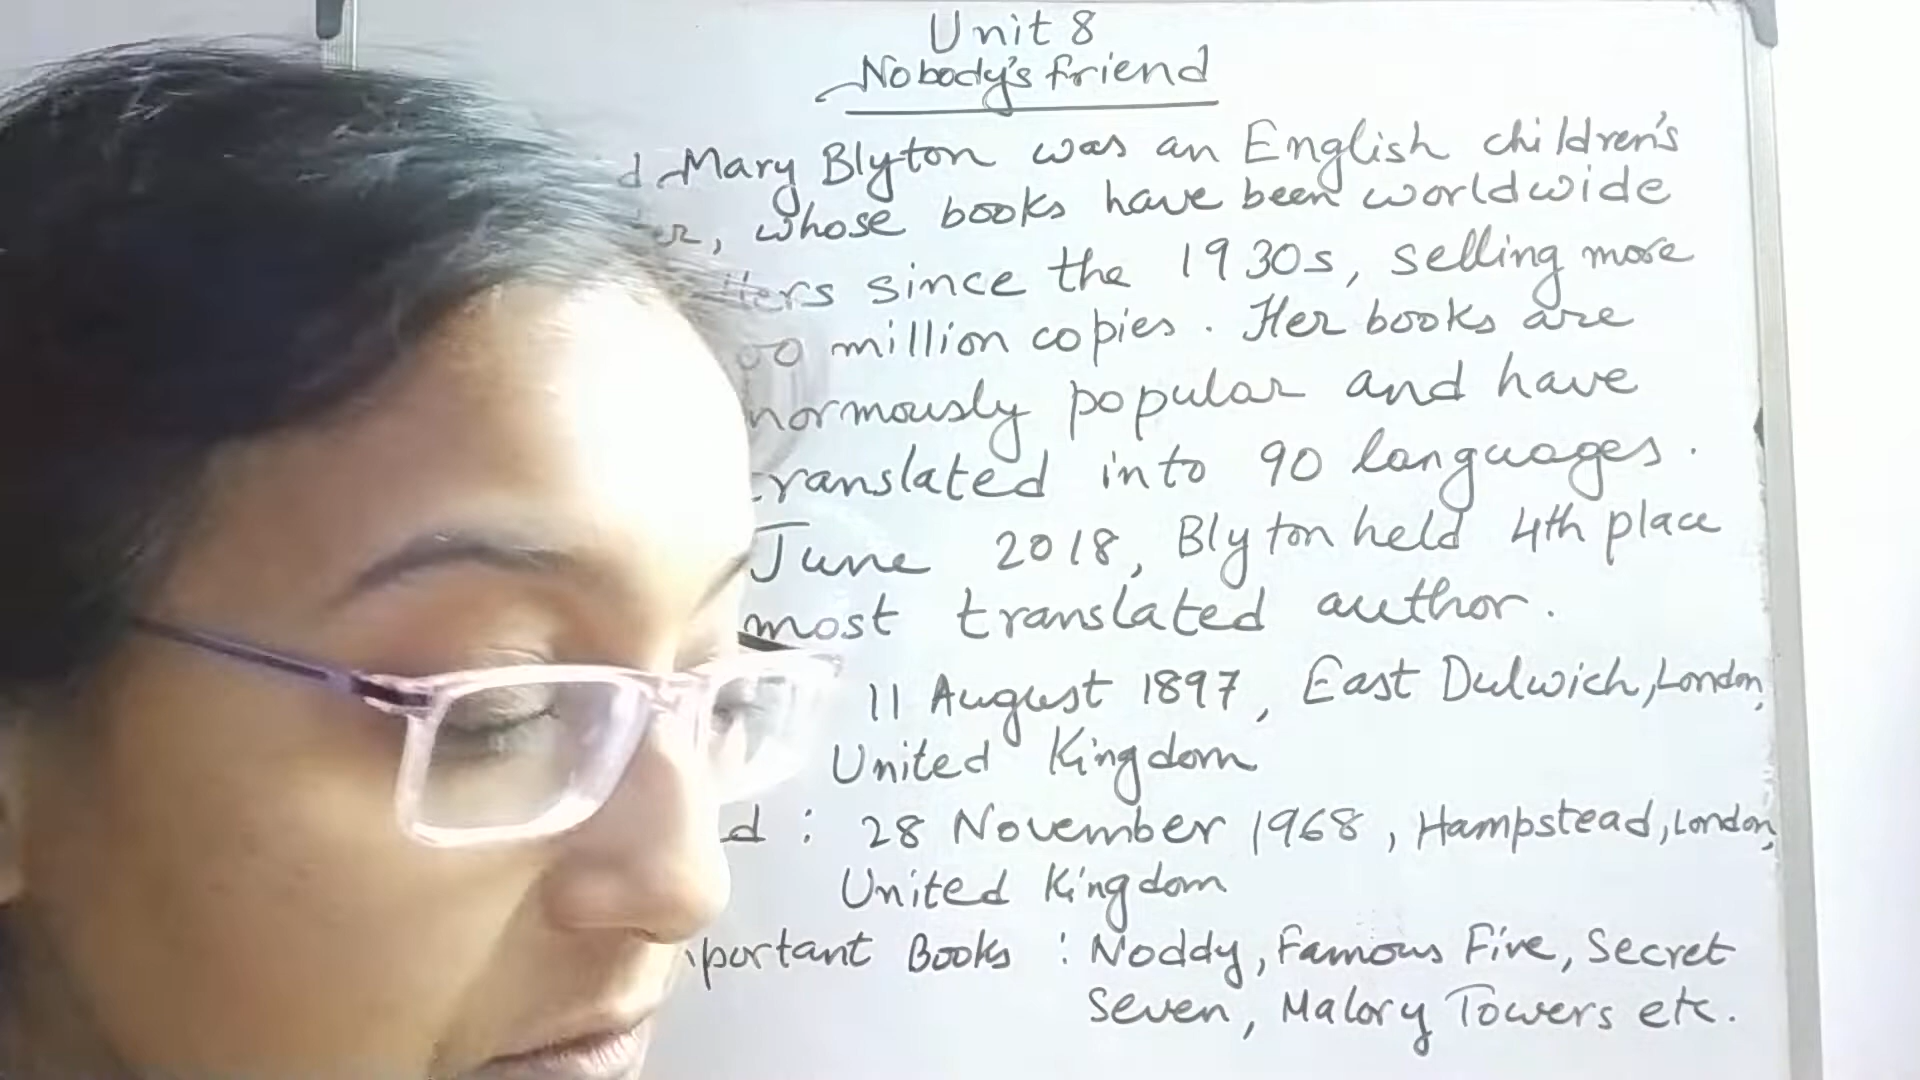 Unit 8
Nobody's friend
Mary Blyton was an English children's
whose books have been worldwide
since the 1930s, selling more
million copies. Her books are
popular and have
into 90 languages.
June 2018, Blyton held 4th place
most translated author.
11 August 1897, East Dulwich, London,
United Kingdom
: 28 November 1968, Hampstead, London,
United Kingdom
Books : Noddy, Famous Five, Secret
Seven, Malory Towers etc.